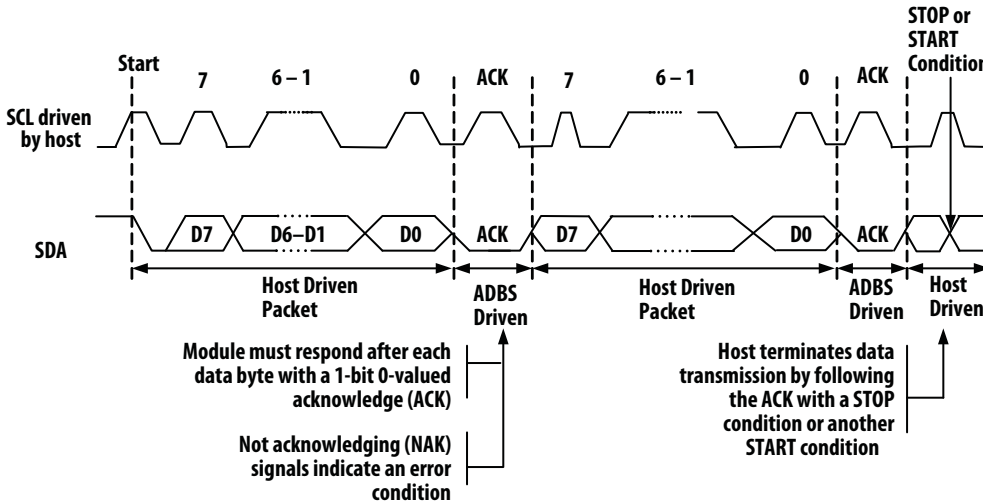 STOP or
START
Condition
Start
7
6 – 1
0
ACK
7
6 – 1
0
ACK
SCL driven
by host
SDA
D7
D6–D1
D0
ACK
D7
D0
ACK
Host Driven
Packet
ADBS
Driven
Host Driven
Packet
ADBS
Driven
Host
Driven
Module must respond after each
data byte with a 1-bit 0-valued
acknowledge (ACK)
Not acknowledging (NAK)
signals indicate an error
condition
Host terminates data
transmission by following
the ACK with a STOP
condition or another
START condition